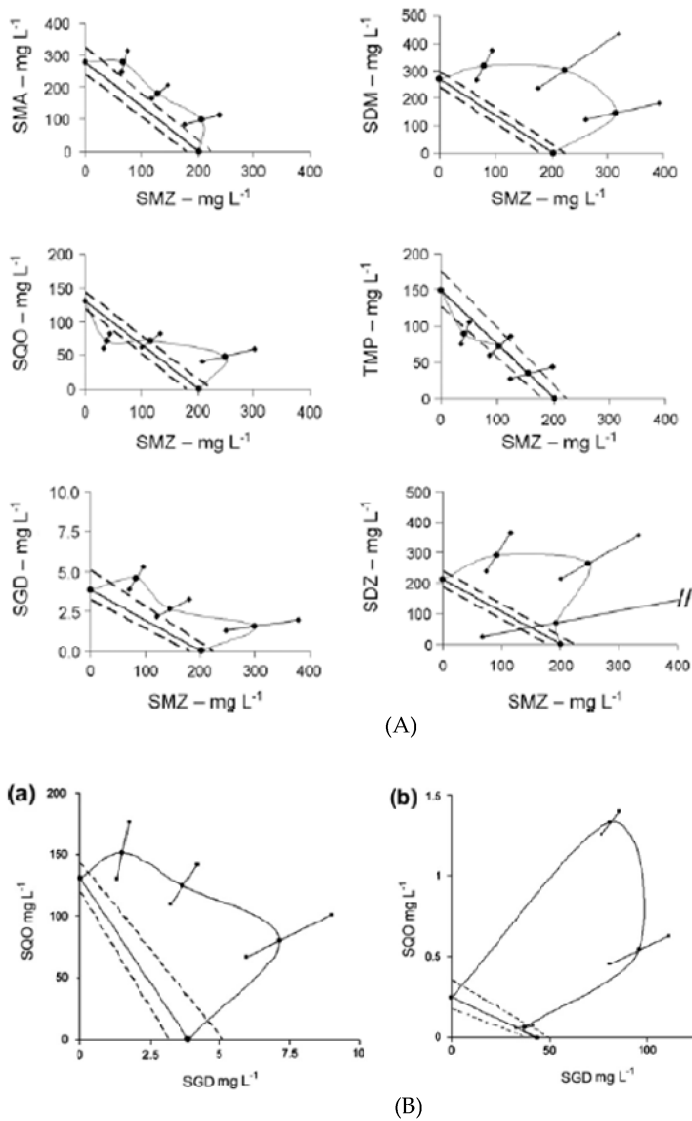 400
300
200
100
0
SMA – mg L-1
0 100 200 300 400
SMZ – mg L-1
500
400
300
200
100
0
SDM – mg L-1
0 100 200 300 400
SMZ – mg L-1
200
150
100
50
0
SQO – mg L-1
0 100 200 300 400
SMZ – mg L-1
200
150
100
50
0
TMP – mg L-1
0 100 200 300 400
SMZ – mg L-1
10.0
7.5
5.0
2.5
0.0
SGD – mg L-1
0 100 200 300 400
SMZ – mg L-1
500
400
300
200
100
0
SDZ – mg L-1
0 100 200 300 400
SMZ – mg L-1
(A)
(a)
200
150
100
50
0
SQO mg L-1
0 2.5 5 7.5 10
SGD mg L-1
(b)
1.5
1
0.5
0
SQO mg L-1
0 50 100
SGD mg L-1
(B)